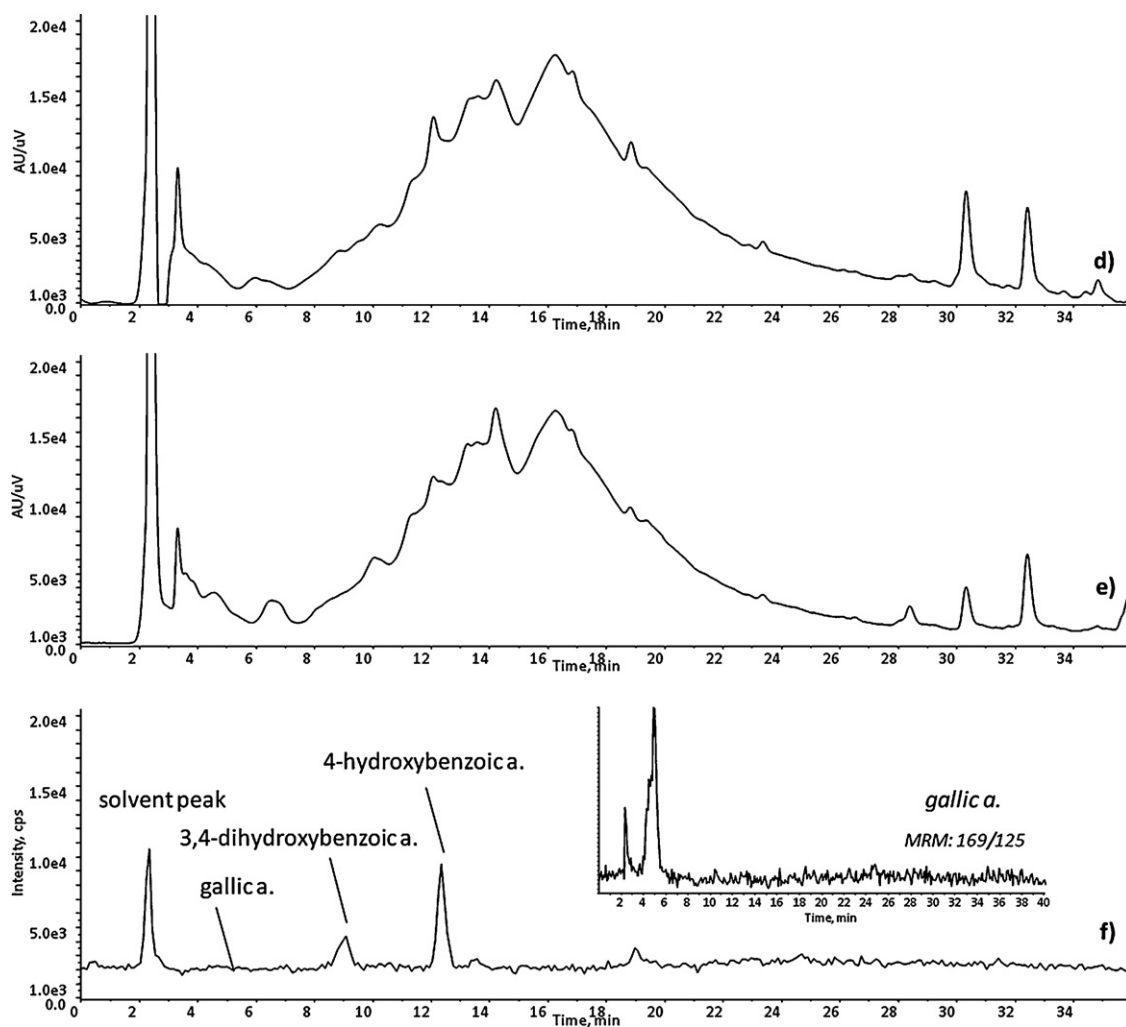 2.0e4
1.5e4
AU/uV
1.0e4
5.0e3
d)
1.0e3
0.0
0 2 4 6 8 10 12 14 16 18 20 22 24 26 28 30 32 34
Time, min
2.0e4
1.5e4
AU/uV
1.0e4
5.0e3
e)
1.0e3
0.0
0 2 4 6 8 10 12 14 16 18 20 22 24 26 28 30 32 34
Time, min
2.0e4
4-hydroxybenzoic a.
1.5e4
solvent peak
gallic a.
3,4-dihydroxybenzoic a.
MRM: 169/125
Intensity, cps
1.0e4
gallic a.
2 4 6 8 10 12 14 16 18 20 22 24 26 28 30 32 34 36 38 40
Time, min
5.0e3
f)
1.0e3
0.0
0 2 4 6 8 10 12 14 16 18 20 22 24 26 28 30 32 34
Time, min